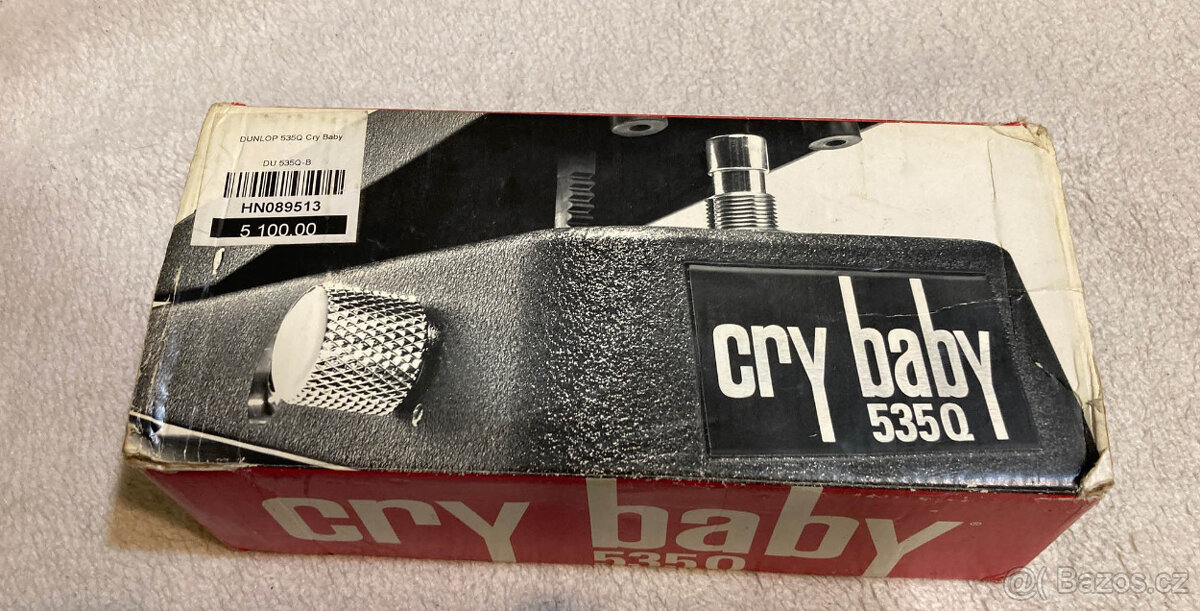 DUNLOP 535Q Cry Baby
DU 535Q-B
HN089513
5 100.00
cry baby
535Q
cry baby®
535Q
@( Bazos.cz